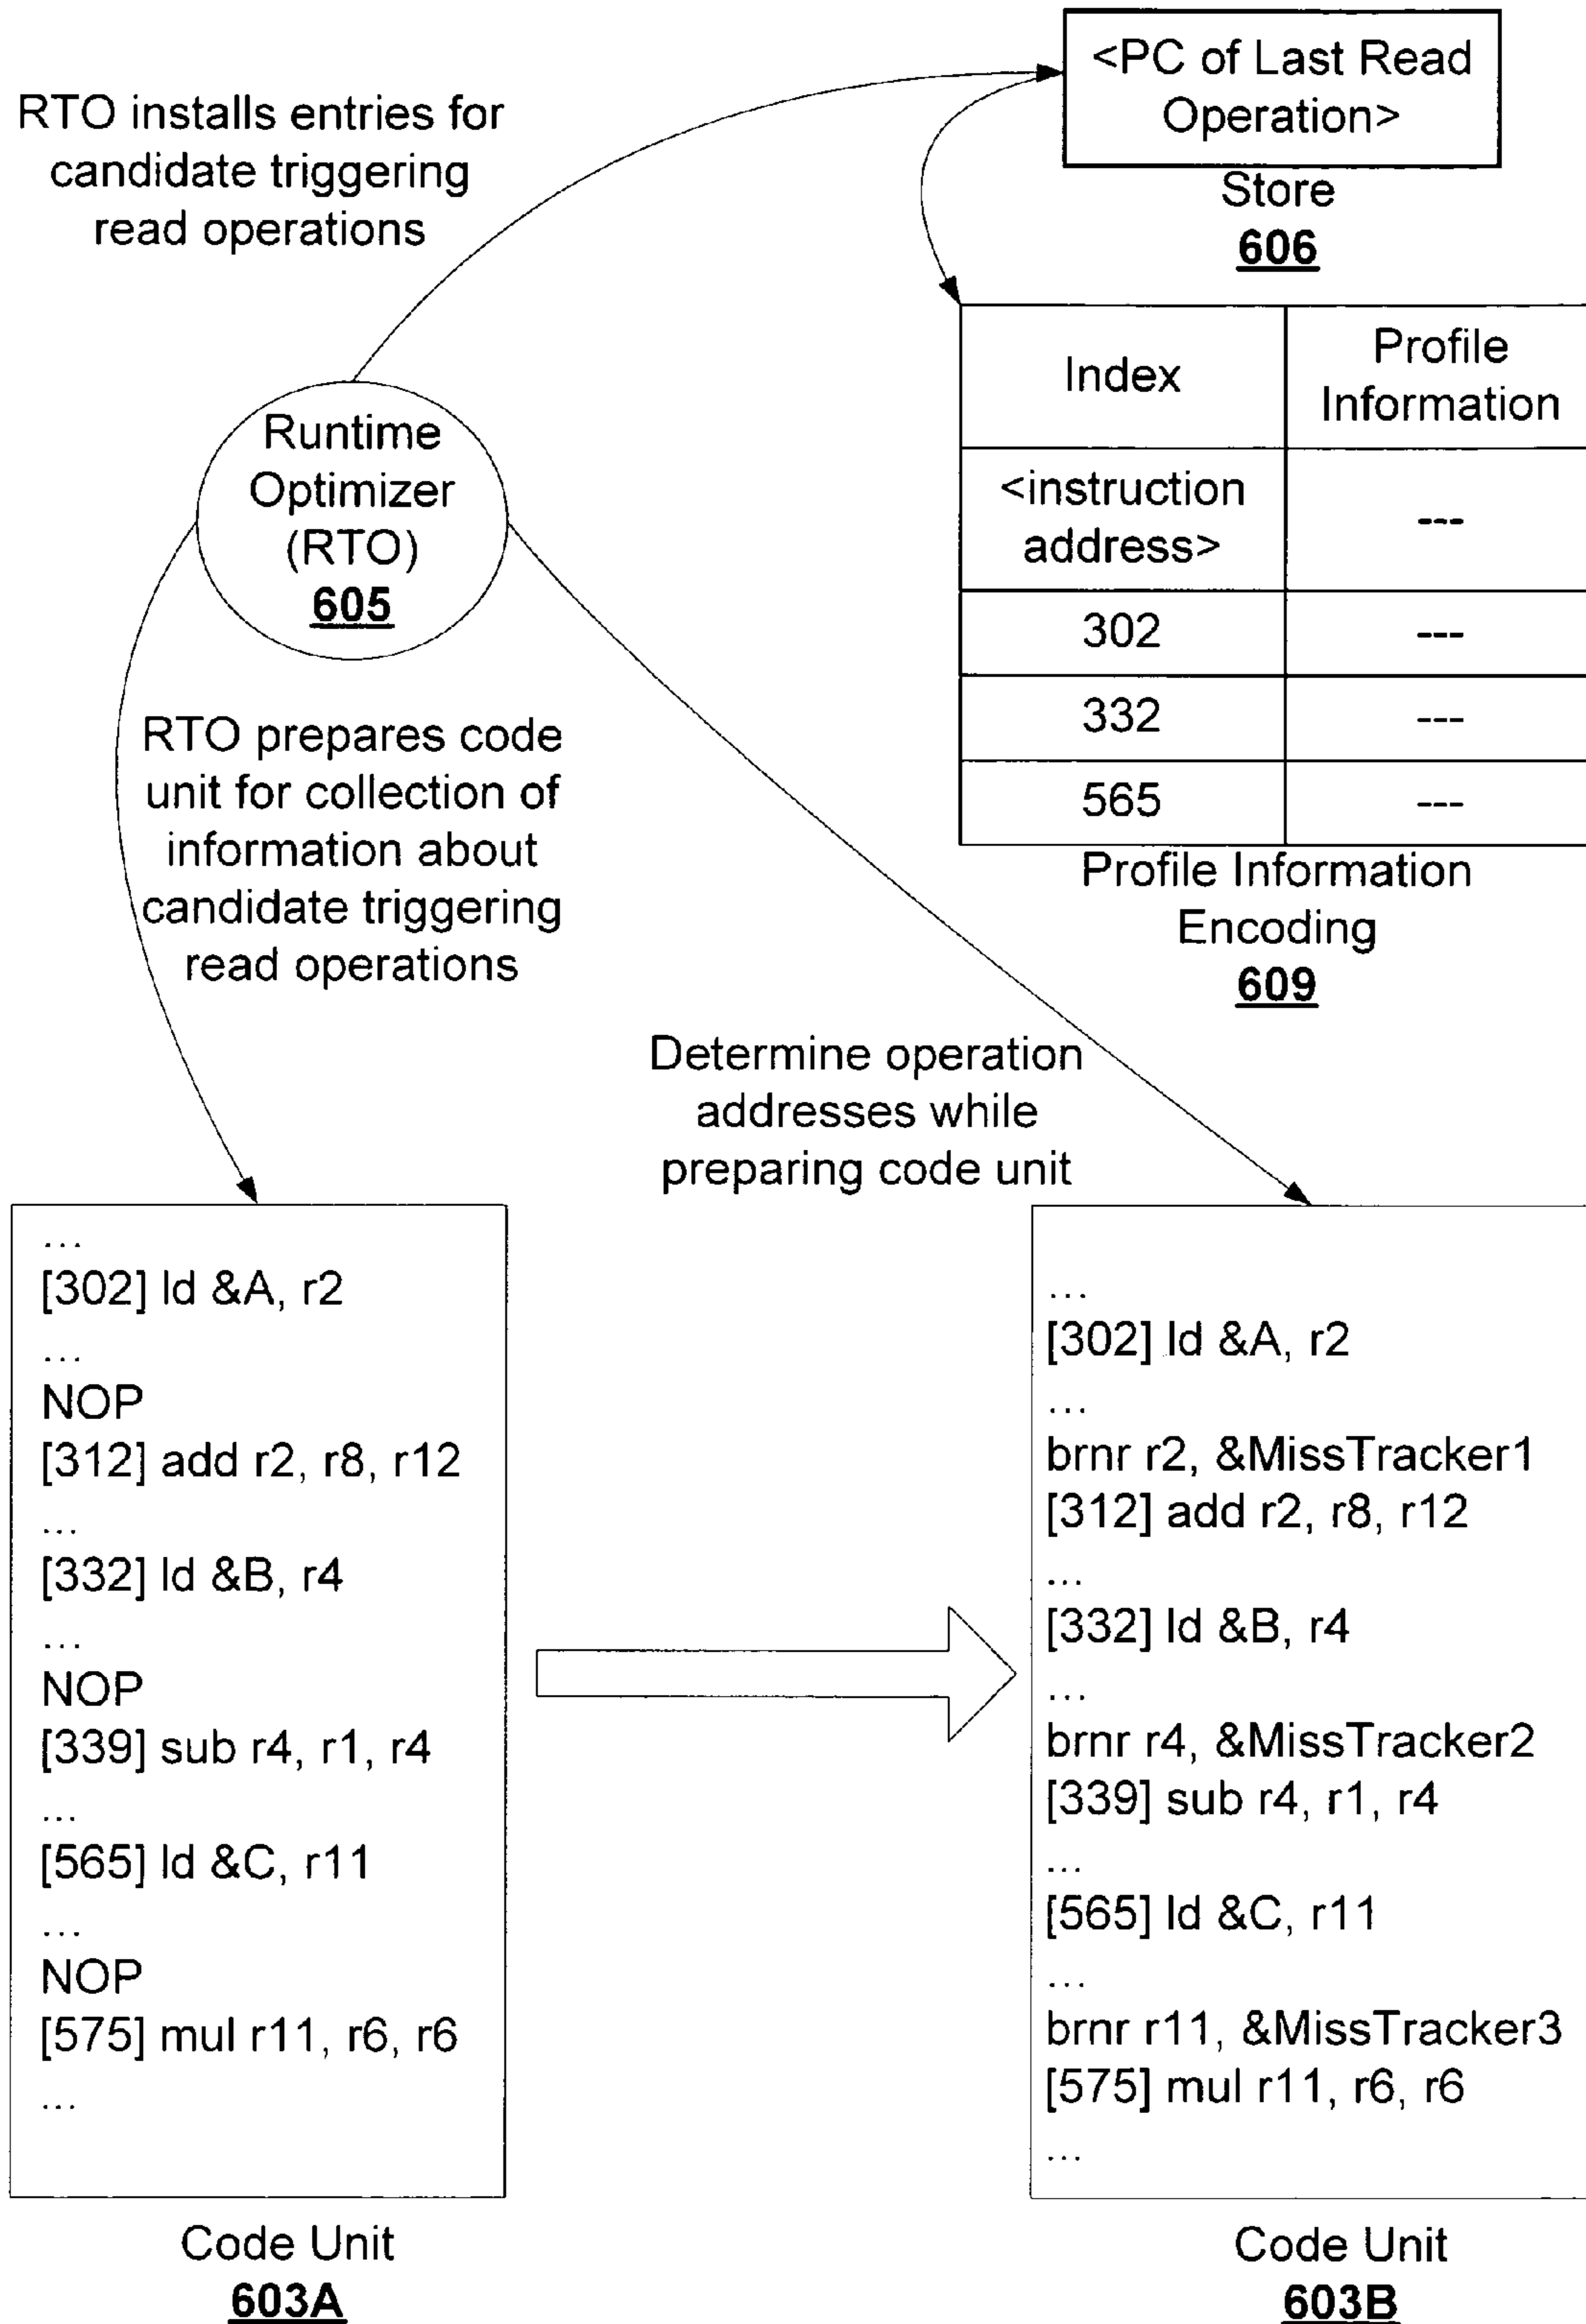 <PC of Last Read
Operation>
Store
606
RTO installs entries for
candidate triggering
read operations
Runtime
Optimizer
(RTO)
605
Index
Profile
Information
<instruction
address>
---
302
---
332
---
565
---
Profile Information
Encoding
609
RTO prepares code
unit for collection of
information about
candidate triggering
read operations
Determine operation
addresses while
preparing code unit
...
[302] ld &A, r2
...
NOP
[312] add r2, r8, r12
...
[332] ld &B, r4
...
NOP
[339] sub r4, r1, r4
...
[565] ld &C, r11
...
NOP
[575] mul r11, r6, r6
...
Code Unit
603A
...
[302] ld &A, r2
...
brnr r2, &MissTracker1
[312] add r2, r8, r12
...
[332] ld &B, r4
...
brnr r4, &MissTracker2
[339] sub r4, r1, r4
...
[565] ld &C, r11
...
brnr r11, &MissTracker3
[575] mul r11, r6, r6
...
Code Unit
603B